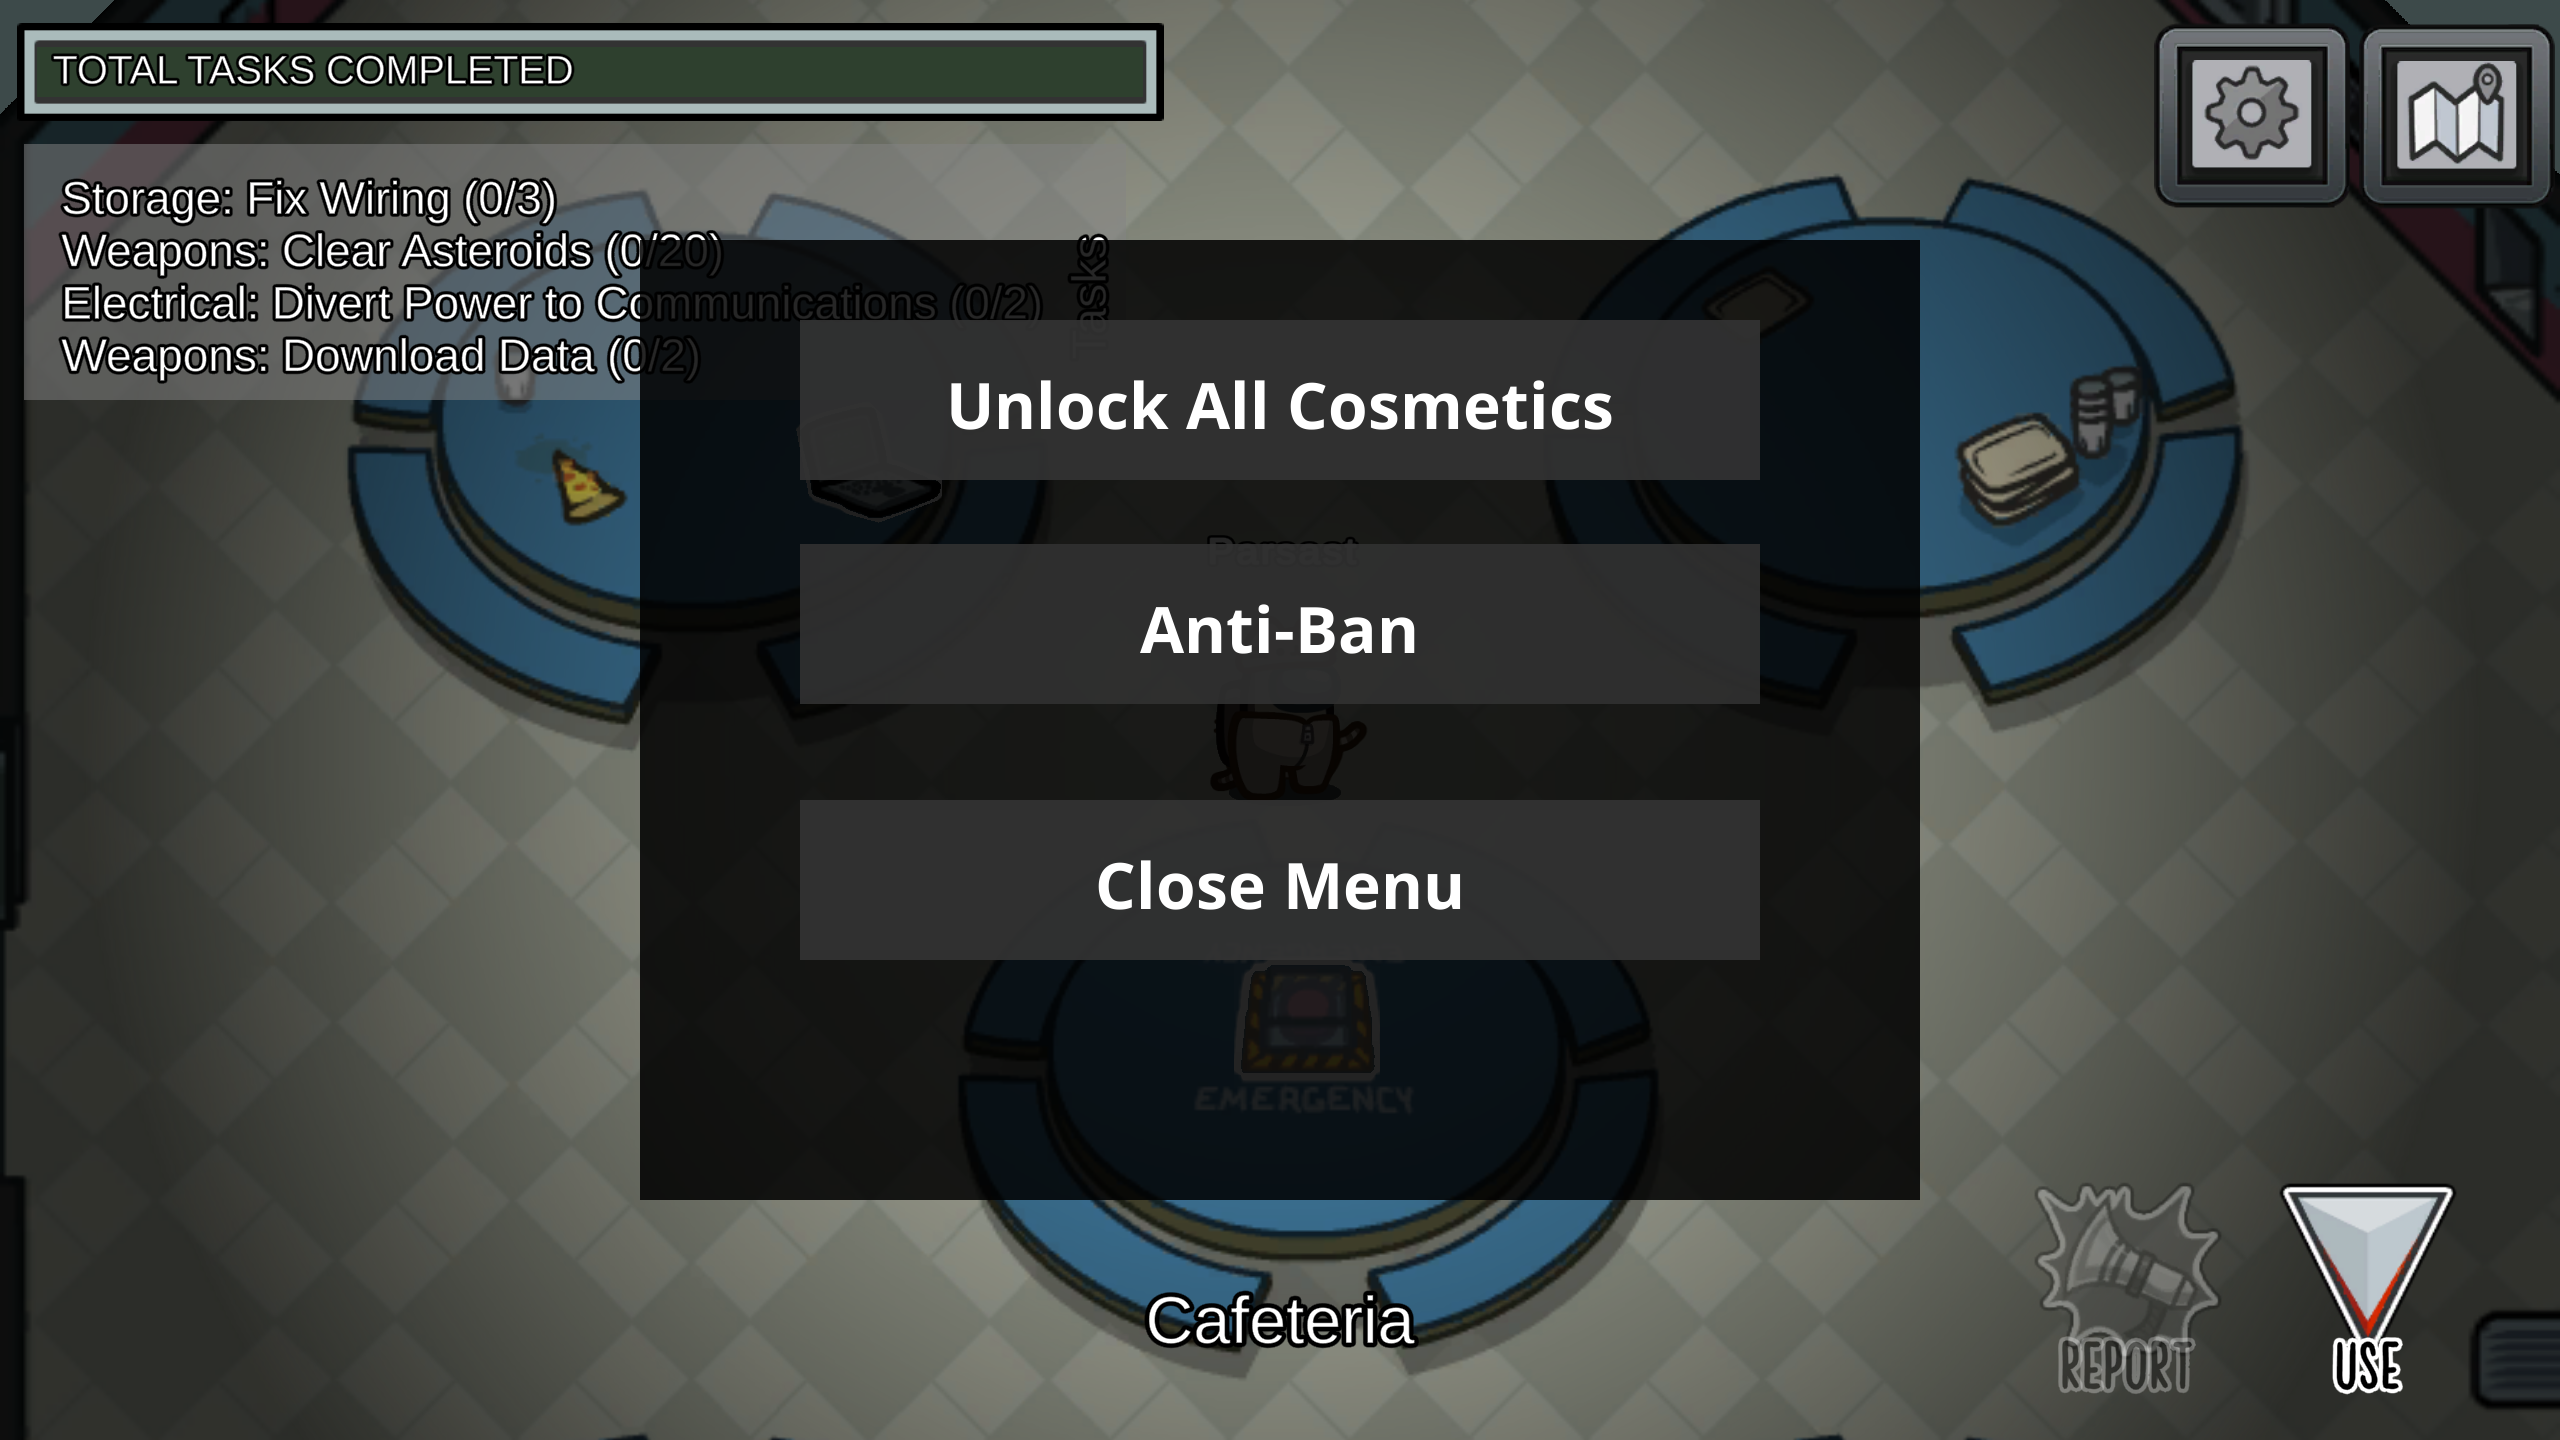 TOTAL TASKS COMPLETED
Storage: Fix Wiring (0/3)
Weapons: Clear Asteroids (0/20)
Electrical: Divert Power to Communications (0/2)
Weapons: Download Data (0/2)
Tasks
Unlock All Cosmetics
Parsast
Anti-Ban
Close Menu
EMERGENCY
Cafeteria
REPORT
USE